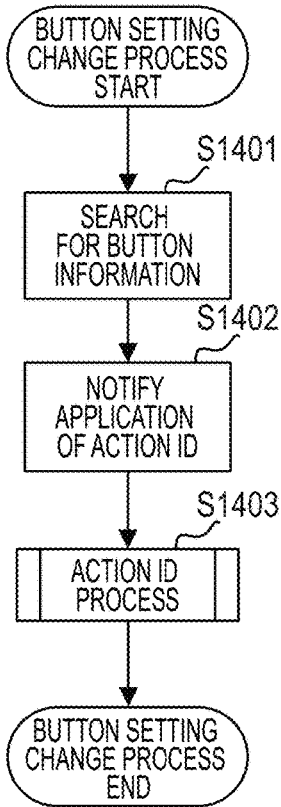 BUTTON SETTING
CHANGE PROCESS
START
S1401
SEARCH
FOR BUTTON
INFORMATION
S1402
NOTIFY
APPLICATION
OF ACTION ID
S1403
ACTION ID
PROCESS
BUTTON SETTING
CHANGE PROCESS
END